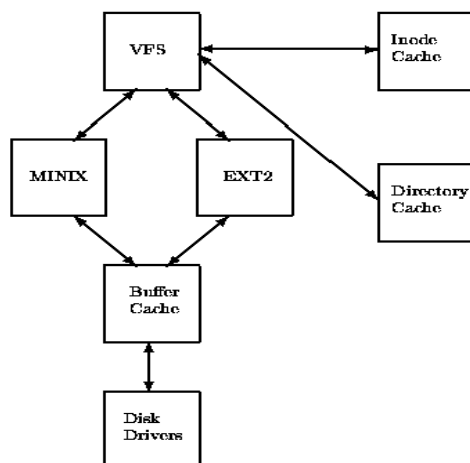 VFS
Inode
Cache
MINIX
EXT2
Directory
Cache
Buffer
Cache
Disk
Drivers